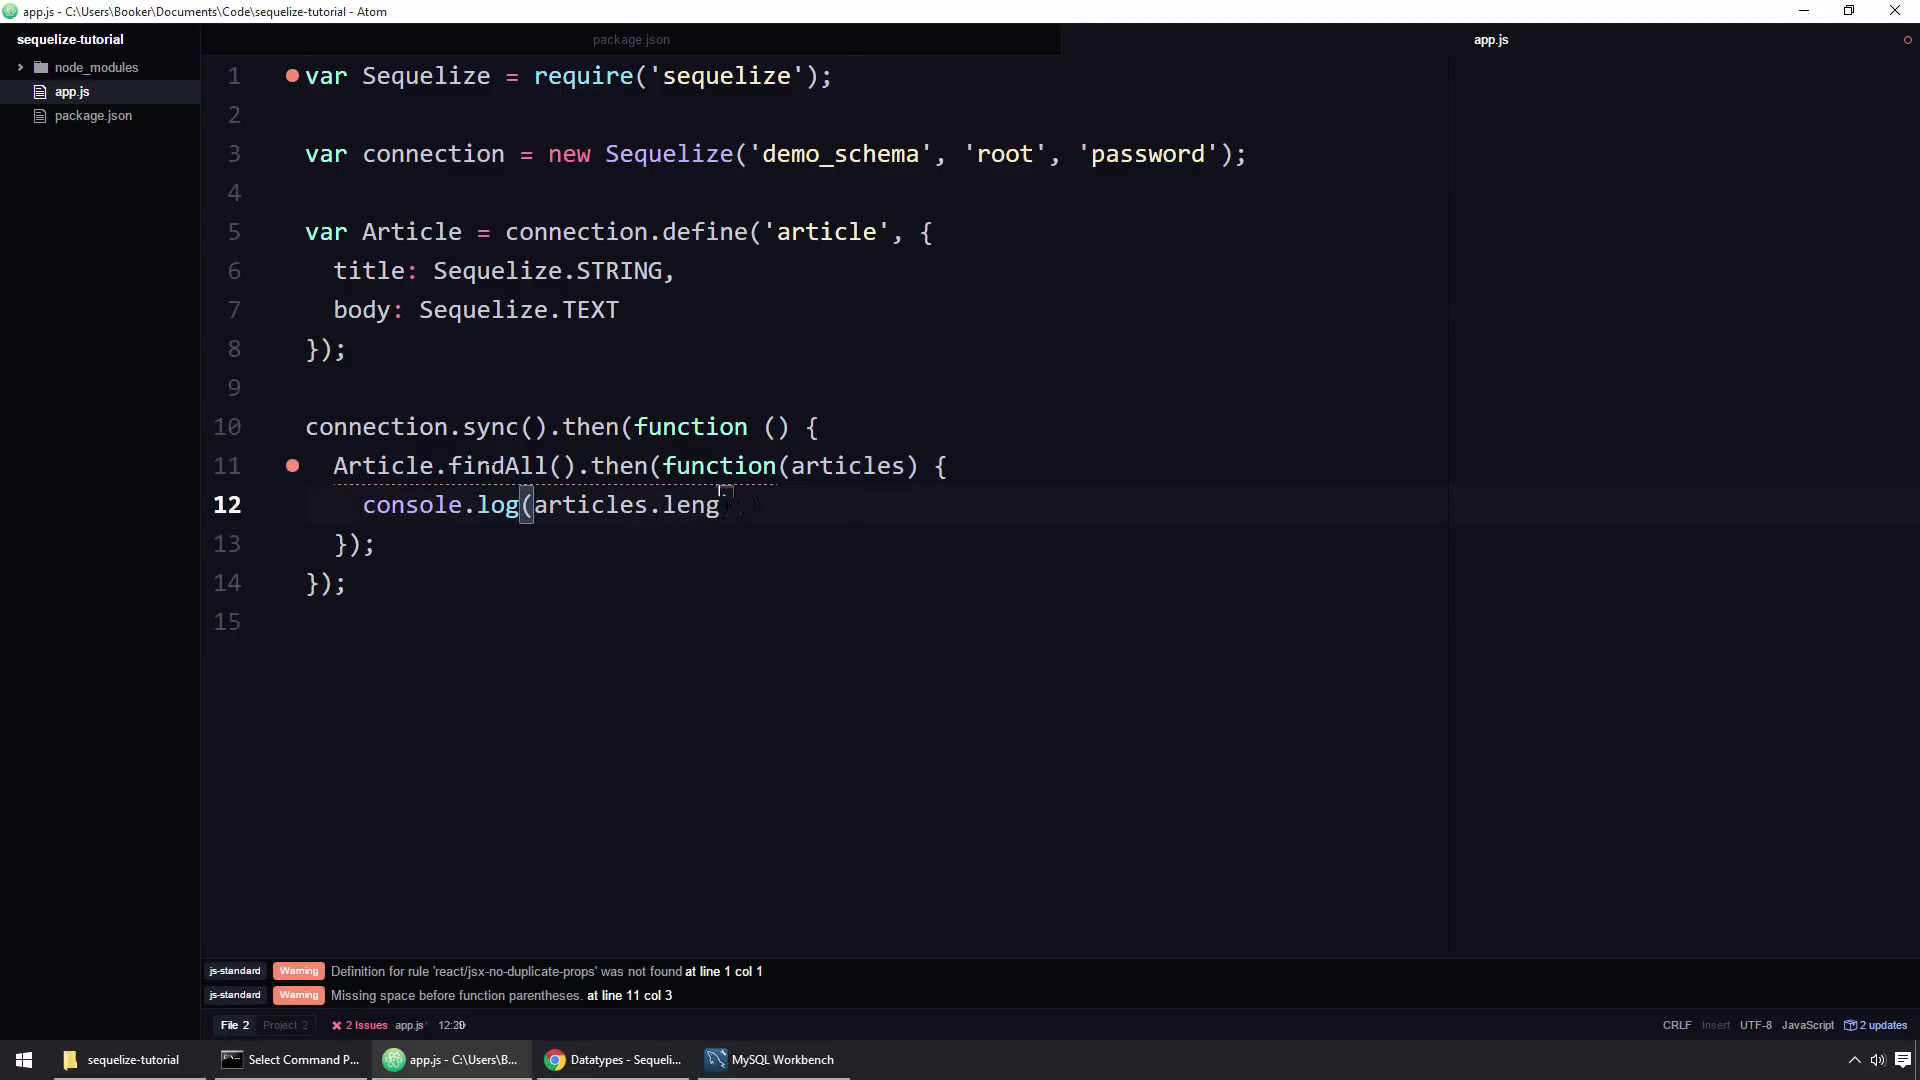 app.js - C:\Users\Booker\Documents\Code\sequelize-tutorial - Atom
sequelize-tutorial
node_modules
app.js
package.json
package.json
app.js
1 var Sequelize = require('sequelize');
2
3 var connection = new Sequelize('demo_schema', 'root', 'password');
4
5 var Article = connection.define('article', {
6 title: Sequelize.STRING,
7 body: Sequelize.TEXT
8 });
9
10 connection.sync().then(function () {
11 Article.findAll().then(function(articles) {
12 console.log(articles.leng
13 });
14 });
15
js-standard Warning Definition for rule 'react/jsx-no-duplicate-props' was not found at line 1 col 1
js-standard Warning Missing space before function parentheses. at line 11 col 3
File 2 Project 2 2 Issues app.js CRLF Insert UTF-8 JavaScript 2 updates
sequelize-tutorial Select Command P... app.js - C:\Users\B... Datatypes - Sequeli... MySQL Workbench